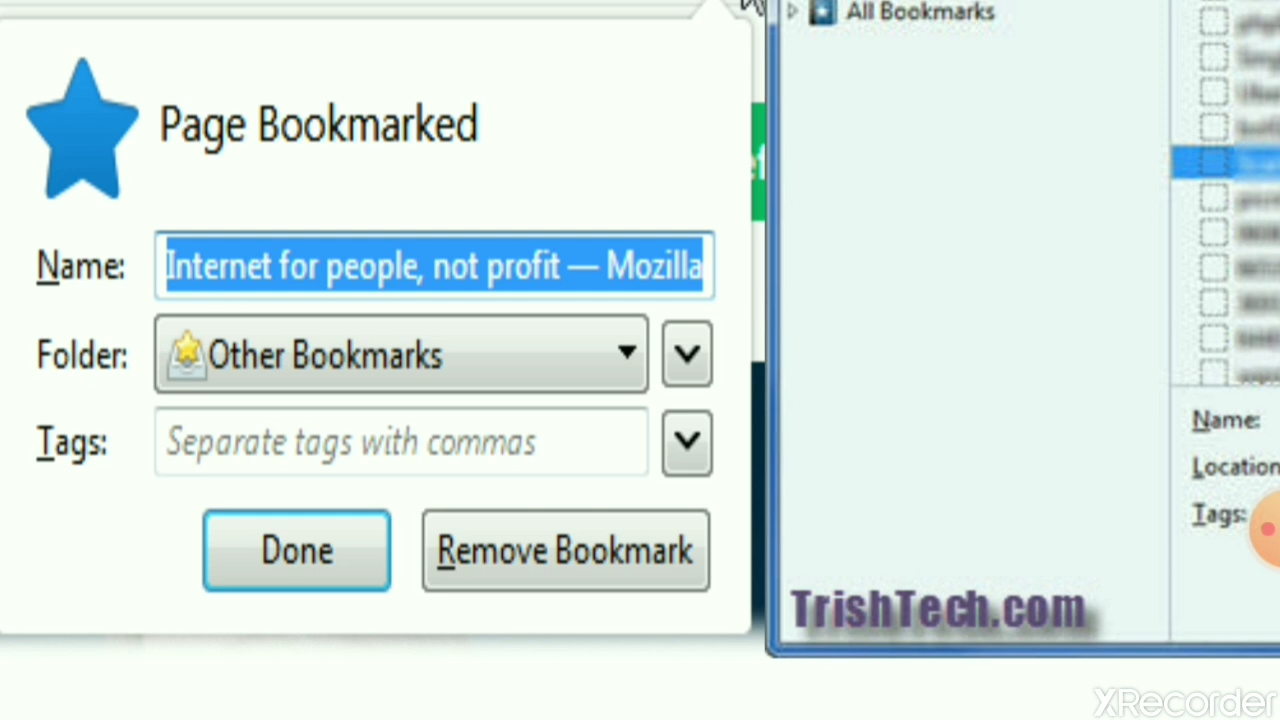 All Bookmarks
Page Bookmarked
Name: Internet for people, not profit — Mozilla
Folder: Other Bookmarks
Tags: Separate tags with commas
Done
Remove Bookmark
Name:
Location
Tags:
TrishTech.com
XRecorder